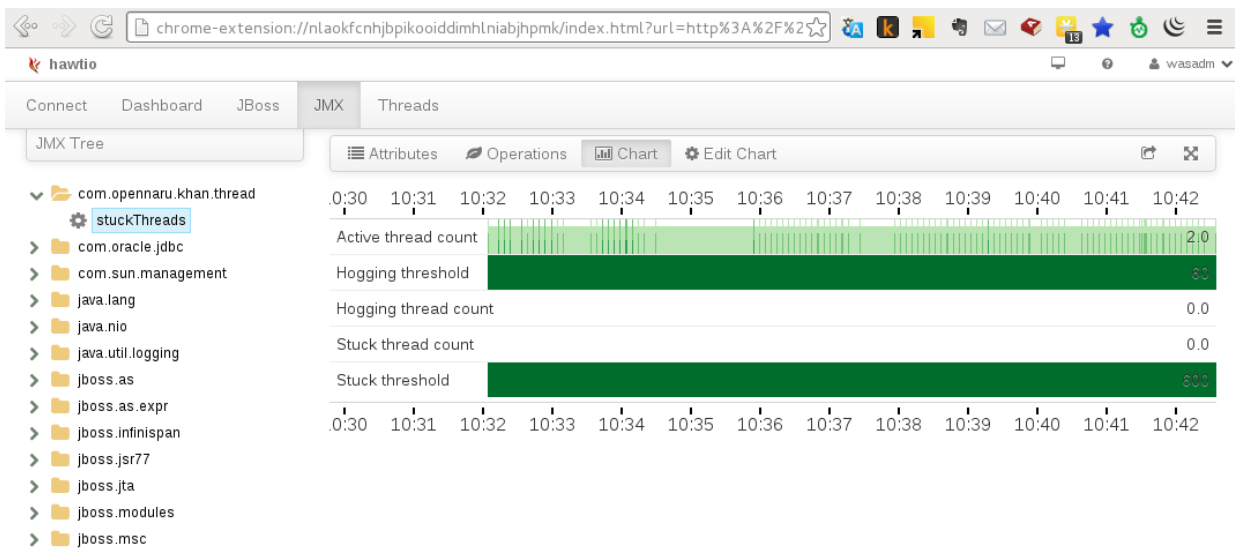 chrome-extension://nlaokfcnhjbpikooiddimhlniabjhpmk/index.html?url=http%3A%2F%2
13
hawtio
wasadm
Connect Dashboard JBoss JMX Threads
JMX Tree
Attributes Operations Chart Edit Chart
com.opennaru.khan.thread
stuckThreads
com.oracle.jdbc
com.sun.management
java.lang
java.nio
java.util.logging
jboss.as
jboss.as.expr
jboss.infinispan
jboss.jsr77
jboss.jta
jboss.modules
jboss.msc
.0:30 10:31 10:32 10:33 10:34 10:35 10:36 10:37 10:38 10:39 10:40 10:41 10:42
Active thread count 2.0
Hogging threshold 60
Hogging thread count 0.0
Stuck thread count 0.0
Stuck threshold 600
.0:30 10:31 10:32 10:33 10:34 10:35 10:36 10:37 10:38 10:39 10:40 10:41 10:42